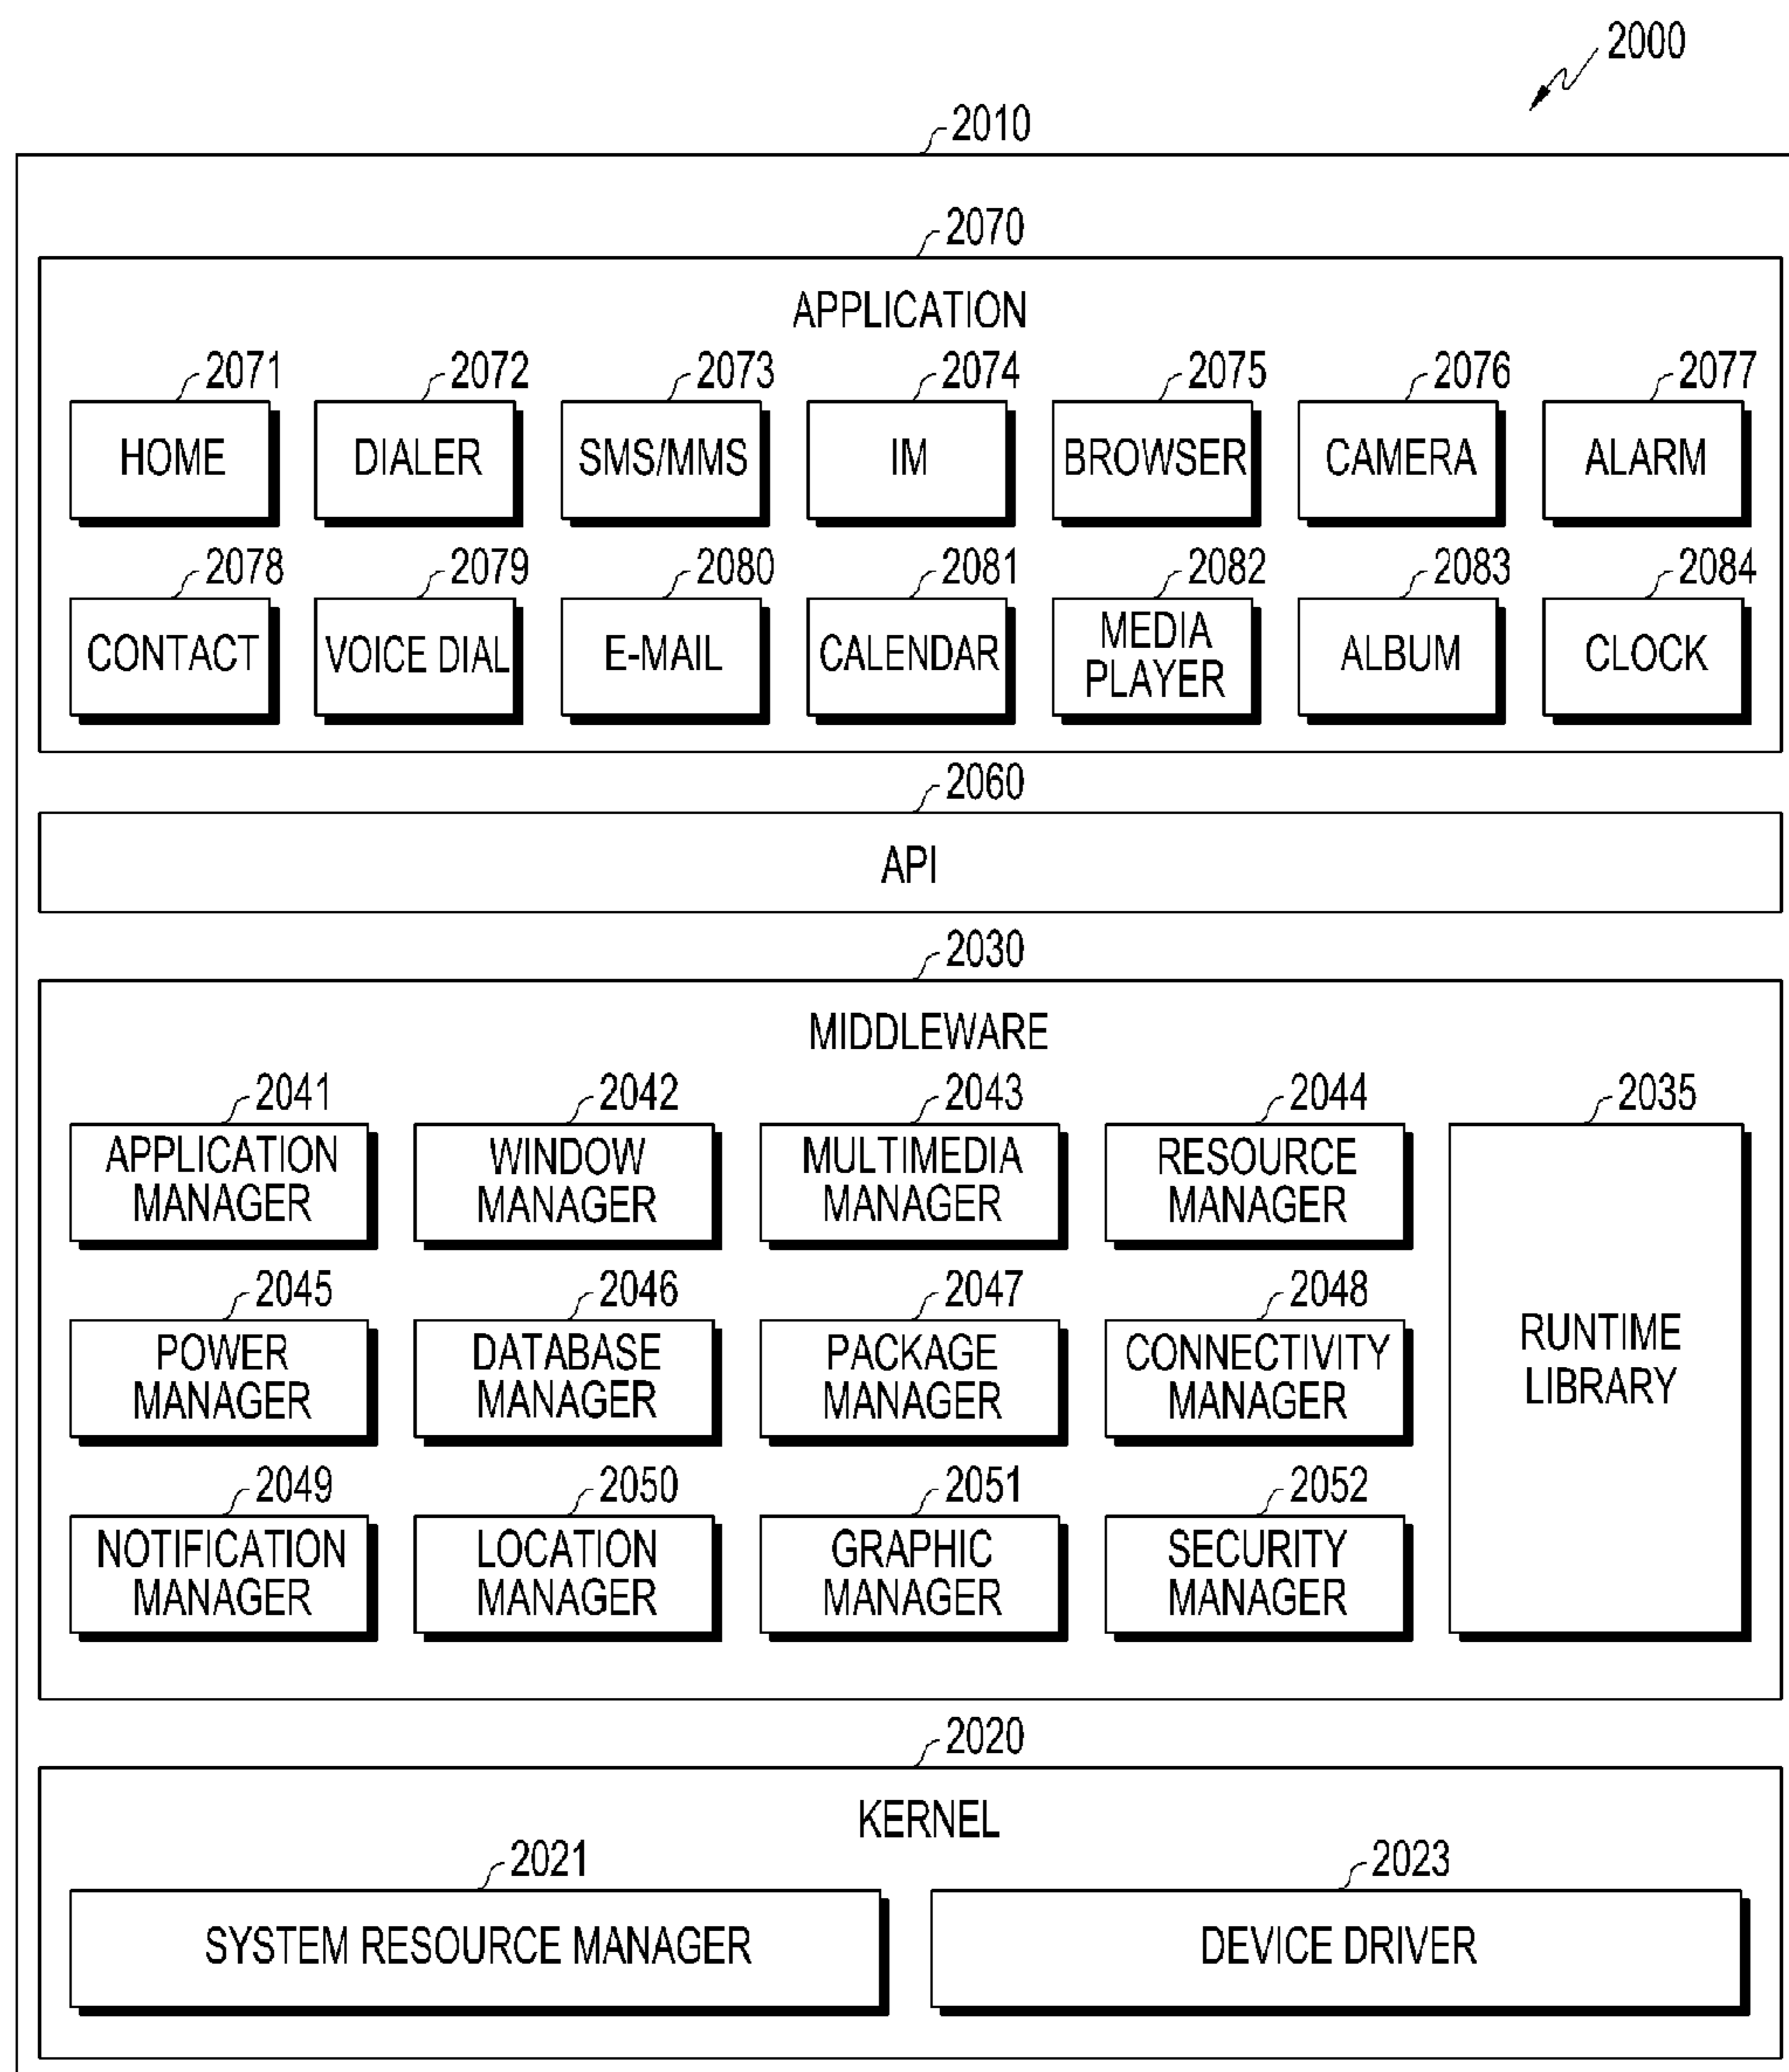 2000
2010
2070
APPLICATION
2071 2072 2073 2074 2075 2076 2077
HOME DIALER SMS/MMS IM BROWSER CAMERA ALARM
2078 2079 2080 2081 2082 2083 2084
CONTACT VOICE DIAL E-MAIL CALENDAR MEDIA PLAYER ALBUM CLOCK
2060
API
2030
MIDDLEWARE
2041 2042 2043 2044 2035
APPLICATION WINDOW MULTIMEDIA RESOURCE
MANAGER MANAGER MANAGER MANAGER
2045 2046 2047 2048
POWER DATABASE PACKAGE CONNECTIVITY RUNTIME
MANAGER MANAGER MANAGER MANAGER LIBRARY
2049 2050 2051 2052
NOTIFICATION LOCATION GRAPHIC SECURITY
MANAGER MANAGER MANAGER MANAGER
2020
KERNEL
2021 2023
SYSTEM RESOURCE MANAGER DEVICE DRIVER